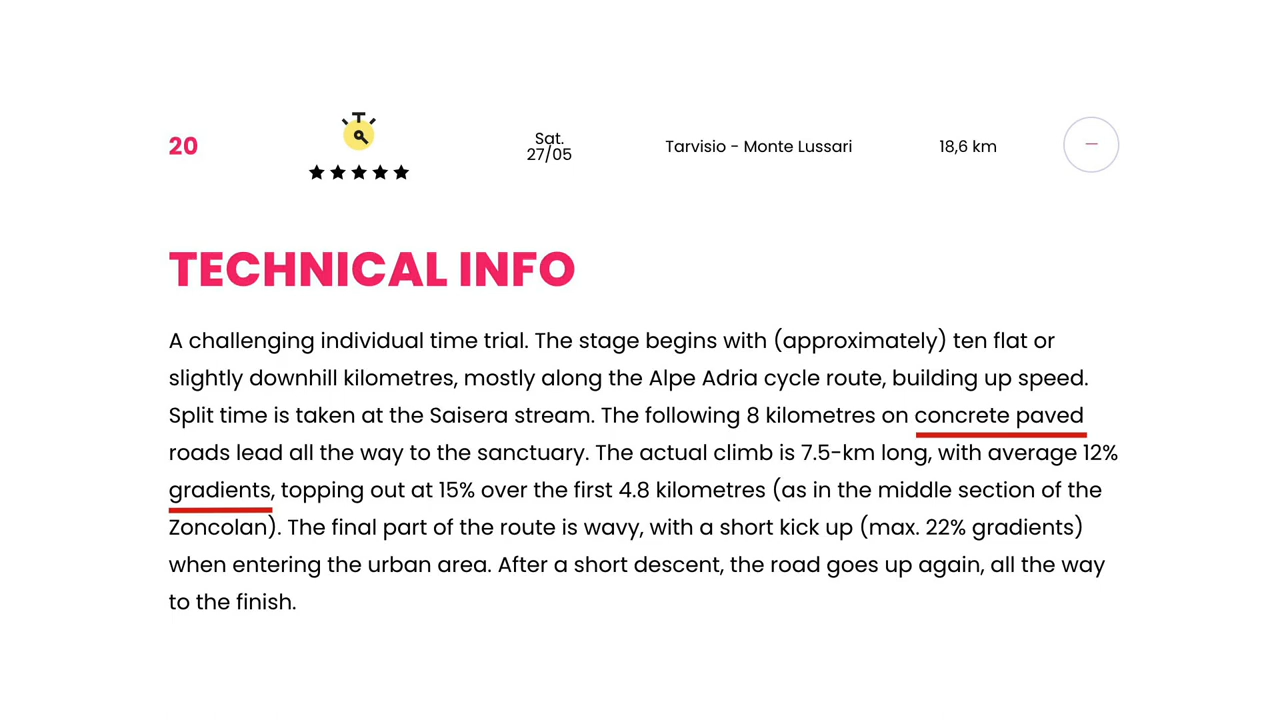 20
Sat.
27/05
Tarvisio - Monte Lussari
18,6 km
TECHNICAL INFO
A challenging individual time trial. The stage begins with (approximately) ten flat or
slightly downhill kilometres, mostly along the Alpe Adria cycle route, building up speed.
Split time is taken at the Saisera stream. The following 8 kilometres on concrete paved
roads lead all the way to the sanctuary. The actual climb is 7.5-km long, with average 12%
gradients, topping out at 15% over the first 4.8 kilometres (as in the middle section of the
Zoncolan). The final part of the route is wavy, with a short kick up (max. 22% gradients)
when entering the urban area. After a short descent, the road goes up again, all the way
to the finish.